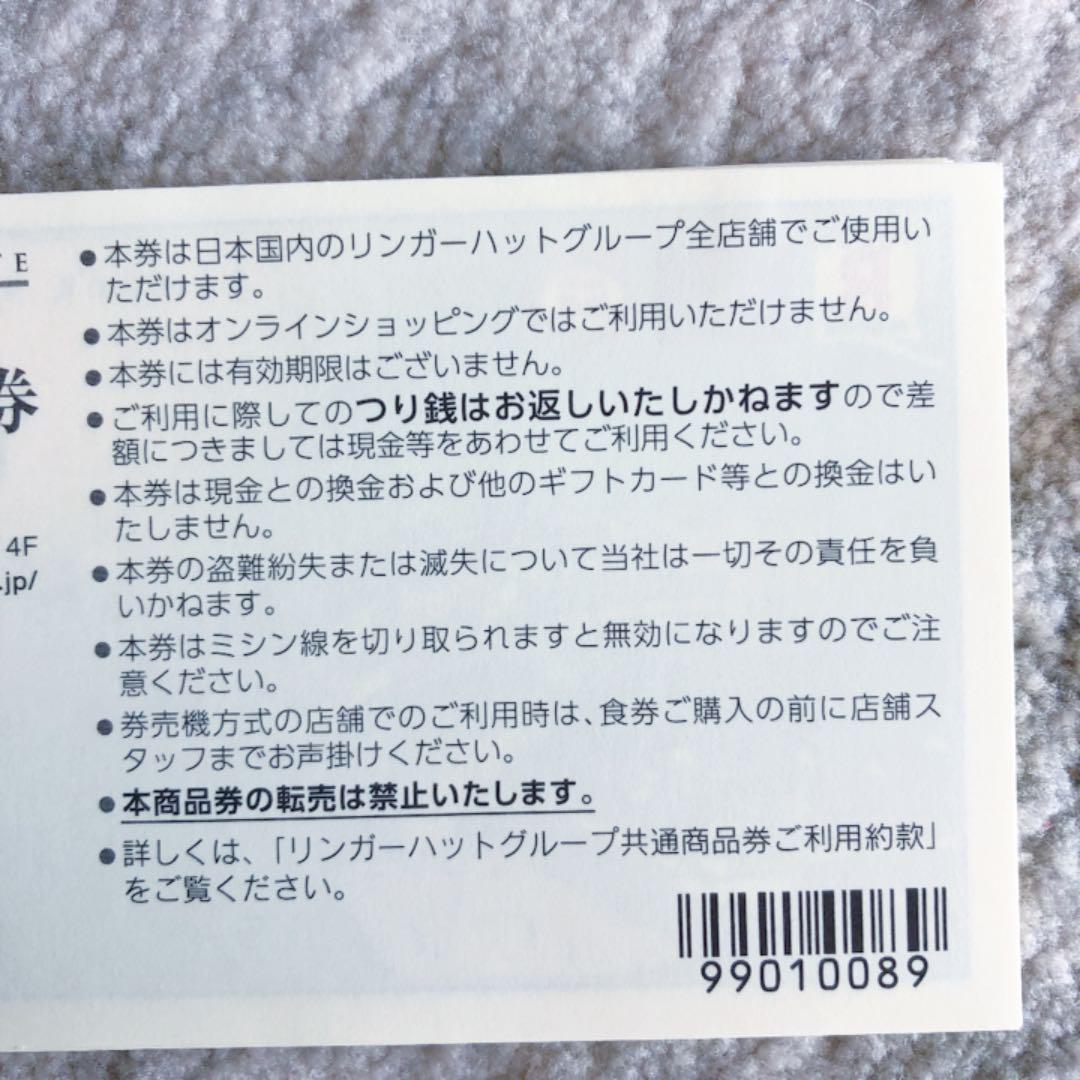 TE
券
4F
.jp/
●本券は日本国内のリンガーハットグループ全店舗でご使用い
ただけます。
●本券はオンラインショッピングではご利用いただけません。
●本券には有効期限はございません。
●ご利用に際してのつり銭はお返しいたしかねますので差
額につきましては現金等をあわせてご利用ください。
●本券は現金との換金および他のギフトカード等との換金はい
たしません。
●本券の盗難紛失または滅失について当社は一切その責任を負
いかねます。
●本券はミシン線を切り取られますと無効になりますのでご注
意ください。
●券売機方式の店舗でのご利用時は、食券ご購入の前に店舗ス
タッフまでお声掛けください。
●本商品券の転売は禁止いたします。
●詳しくは、「リンガーハットグループ共通商品券ご利用約款」
をご覧ください。
99010089